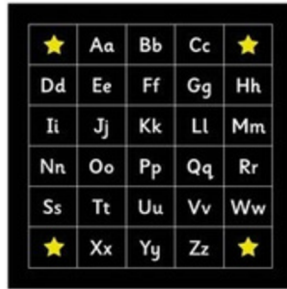 Aa Bb Cc
Dd Ee Ff Gg Hh
Ii Jj Kk Ll Mm
Nn Oo Pp Qq Rr
Ss Tt Uu Vv Ww
Xx Yy Zz